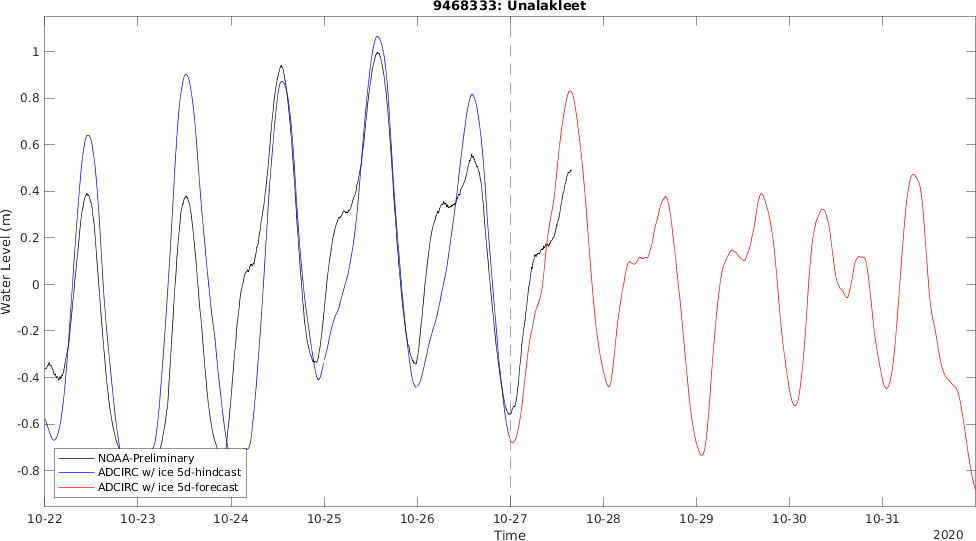 9468333: Unalakleet
Water Level (m)
1
0.8
0.6
0.4
0.2
0
-0.2
-0.4
-0.6
-0.8
NOAA-Preliminary
ADCIRC w/ ice 5d-hindcast
ADCIRC w/ ice 5d-forecast
10-22 10-23 10-24 10-25 10-26 10-27 10-28 10-29 10-30 10-31
Time
2020